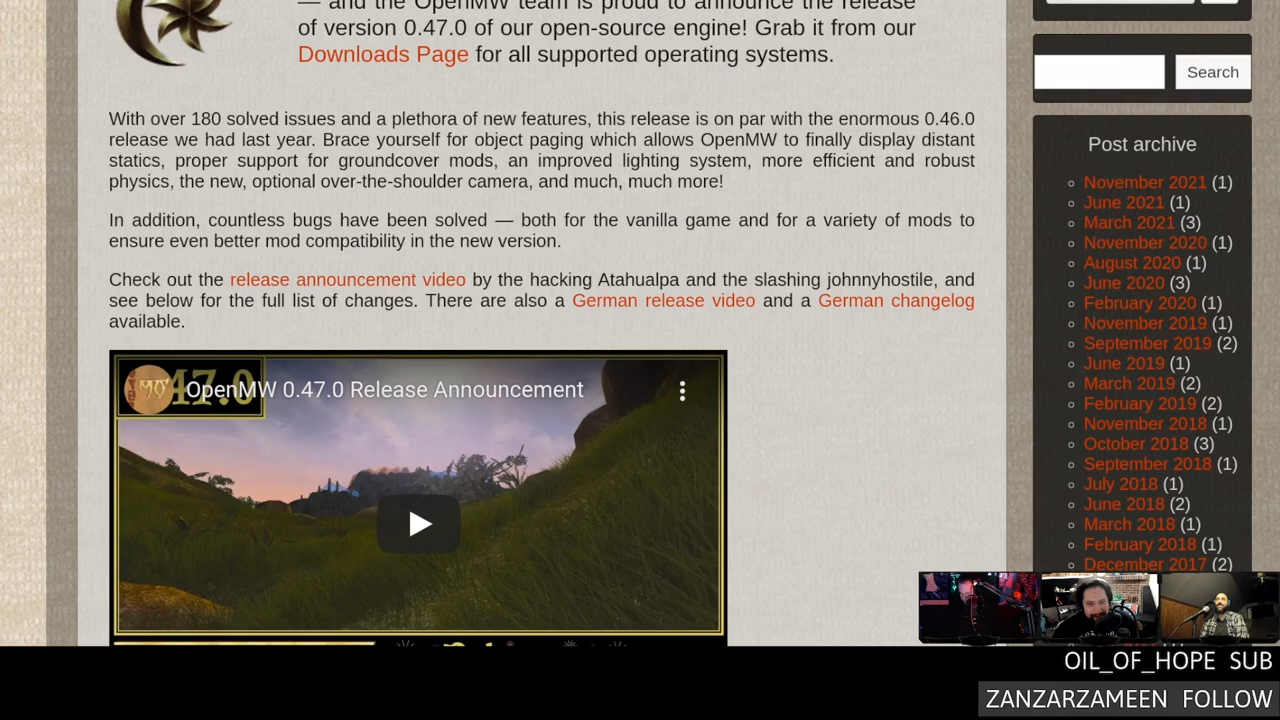 — and the OpenMW team is proud to announce the release
of version 0.47.0 of our open-source engine! Grab it from our
Downloads Page for all supported operating systems.
With over 180 solved issues and a plethora of new features, this release is on par with the enormous 0.46.0
release we had last year. Brace yourself for object paging which allows OpenMW to finally display distant
statics, proper support for groundcover mods, an improved lighting system, more efficient and robust
physics, the new, optional over-the-shoulder camera, and much, much more!
In addition, countless bugs have been solved — both for the vanilla game and for a variety of mods to
ensure even better mod compatibility in the new version.
Check out the release announcement video by the hacking Atahualpa and the slashing johnnyhostile, and
see below for the full list of changes. There are also a German release video and a German changelog
available.
47.0
OpenMW 0.47.0 Release Announcement
Search
Post archive
November 2021 (1)
June 2021 (1)
March 2021 (3)
November 2020 (1)
August 2020 (1)
June 2020 (3)
February 2020 (1)
November 2019 (1)
September 2019 (2)
June 2019 (1)
March 2019 (2)
February 2019 (2)
November 2018 (1)
October 2018 (3)
September 2018 (1)
July 2018 (1)
June 2018 (2)
March 2018 (1)
February 2018 (1)
December 2017 (2)
OIL_OF_HOPE SUB
ZANZARZAMEEN FOLLOW